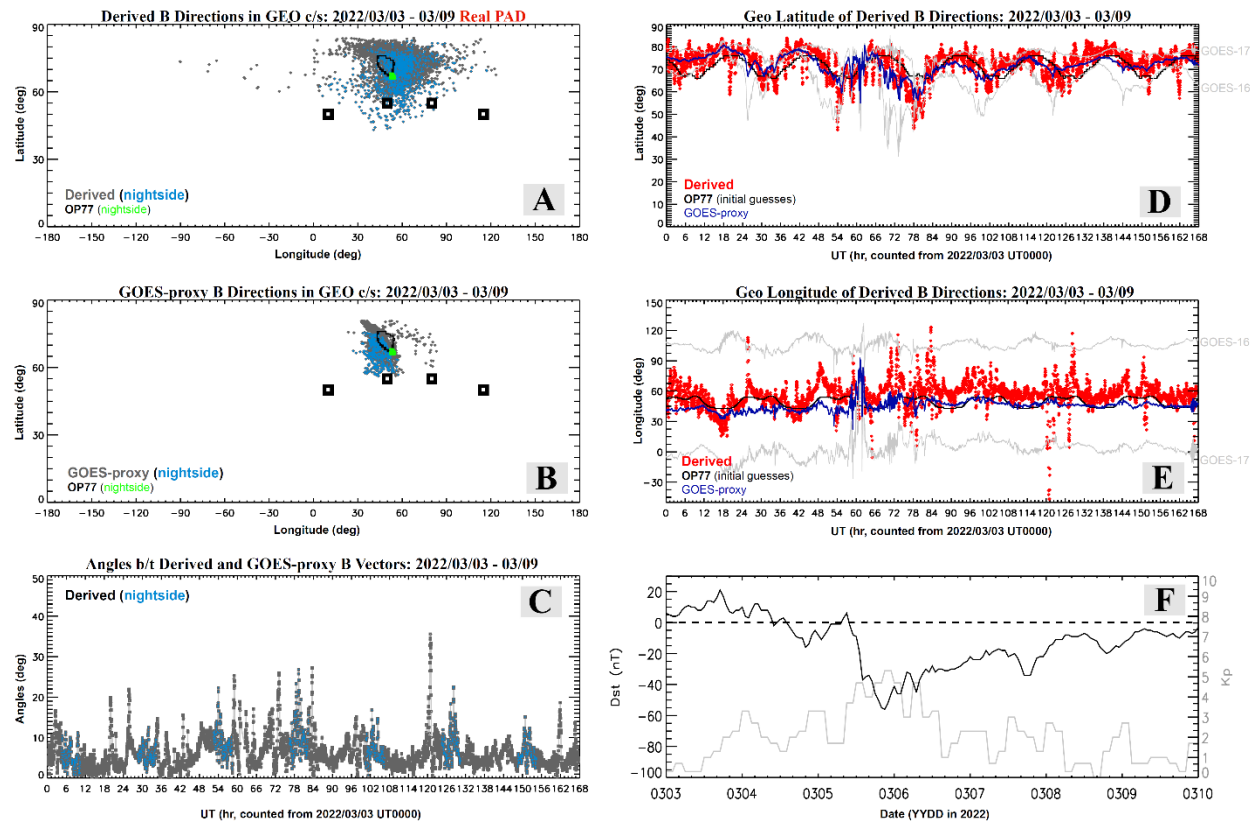 Derived B Directions in GEO c/s: 2022/03/03 - 03/09 Real PAD
90
60
30
0
Latitude (deg)
Derived (nightside)
OP77 (nightside)
A
−180 −150 −120 −90 −60 −30 0 30 60 90 120 150 180
Longitude (deg)
GOES-proxy B Directions in GEO c/s: 2022/03/03 - 03/09
90
60
30
0
Latitude (deg)
GOES-proxy (nightside)
OP77 (nightside)
B
−180 −150 −120 −90 −60 −30 0 30 60 90 120 150 180
Longitude (deg)
Angles b/t Derived and GOES-proxy B Vectors: 2022/03/03 - 03/09
50
40
30
20
10
0
Angles (deg)
Derived (nightside)
C
0 6 12 18 24 30 36 42 48 54 60 66 72 78 84 90 96 102 108 114 120 126 132 138 144 150 156 162 168
UT (hr, counted from 2022/03/03 UT0000)
Geo Latitude of Derived B Directions: 2022/03/03 - 03/09
90
80
70
60
50
40
30
20
10
0
Latitude (deg)
GOES-17
GOES-16
Derived
OP77 (initial guesses)
GOES-proxy
D
0 6 12 18 24 30 36 42 48 54 60 66 72 78 84 90 96 102 108 114 120 126 132 138 144 150 156 162 168
UT (hr, counted from 2022/03/03 UT0000)
Geo Longitude of Derived B Directions: 2022/03/03 - 03/09
150
120
90
60
30
0
−30
Longitude (deg)
GOES-16
GOES-17
Derived
OP77 (initial guesses)
GOES-proxy
E
0 6 12 18 24 30 36 42 48 54 60 66 72 78 84 90 96 102 108 114 120 126 132 138 144 150 156 162 168
UT (hr, counted from 2022/03/03 UT0000)
20
0
−20
−40
−60
−80
−100
Dst (nT)
F
10
9
8
7
6
5
4
3
2
1
0
Kp
0303 0304 0305 0306 0307 0308 0309 0310
Date (YYDD in 2022)